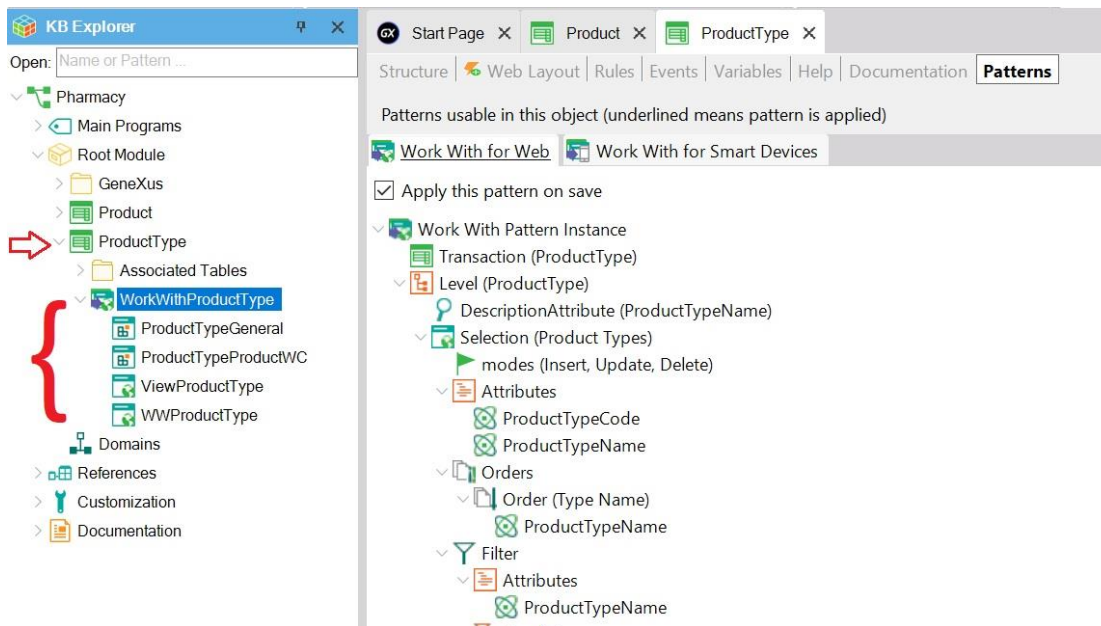 KB Explorer
Open: Name or Pattern ...
Pharmacy
Main Programs
Root Module
GeneXus
Product
ProductType
Associated Tables
WorkWithProductType
ProductTypeGeneral
ProductTypeProductWC
ViewProductType
WWProductType
Domains
References
Customization
Documentation
GX Start Page Product ProductType
Structure Web Layout Rules Events Variables Help Documentation Patterns
Patterns usable in this object (underlined means pattern is applied)
Work With for Web Work With for Smart Devices
Apply this pattern on save
Work With Pattern Instance
Transaction (ProductType)
Level (ProductType)
DescriptionAttribute (ProductTypeName)
Selection (Product Types)
modes (Insert, Update, Delete)
Attributes
ProductTypeCode
ProductTypeName
Orders
Order (Type Name)
ProductTypeName
Filter
Attributes
ProductTypeName